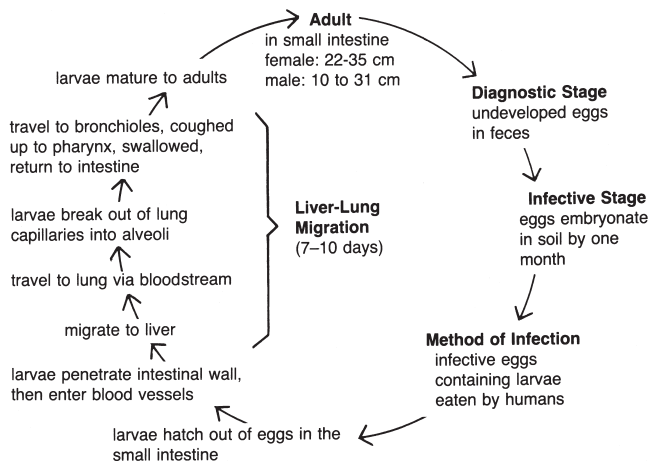 Adult
in small intestine
female: 22-35 cm
male: 10 to 31 cm
Diagnostic Stage
undeveloped eggs
in feces
Infective Stage
eggs embryonate
in soil by one
month
Method of Infection
infective eggs
containing larvae
eaten by humans
larvae hatch out of eggs in the
small intestine
larvae penetrate intestinal wall,
then enter blood vessels
migrate to liver
travel to lung via bloodstream
larvae break out of lung
capillaries into alveoli
travel to bronchioles, coughed
up to pharynx, swallowed,
return to intestine
larvae mature to adults
Liver-Lung
Migration
(7–10 days)